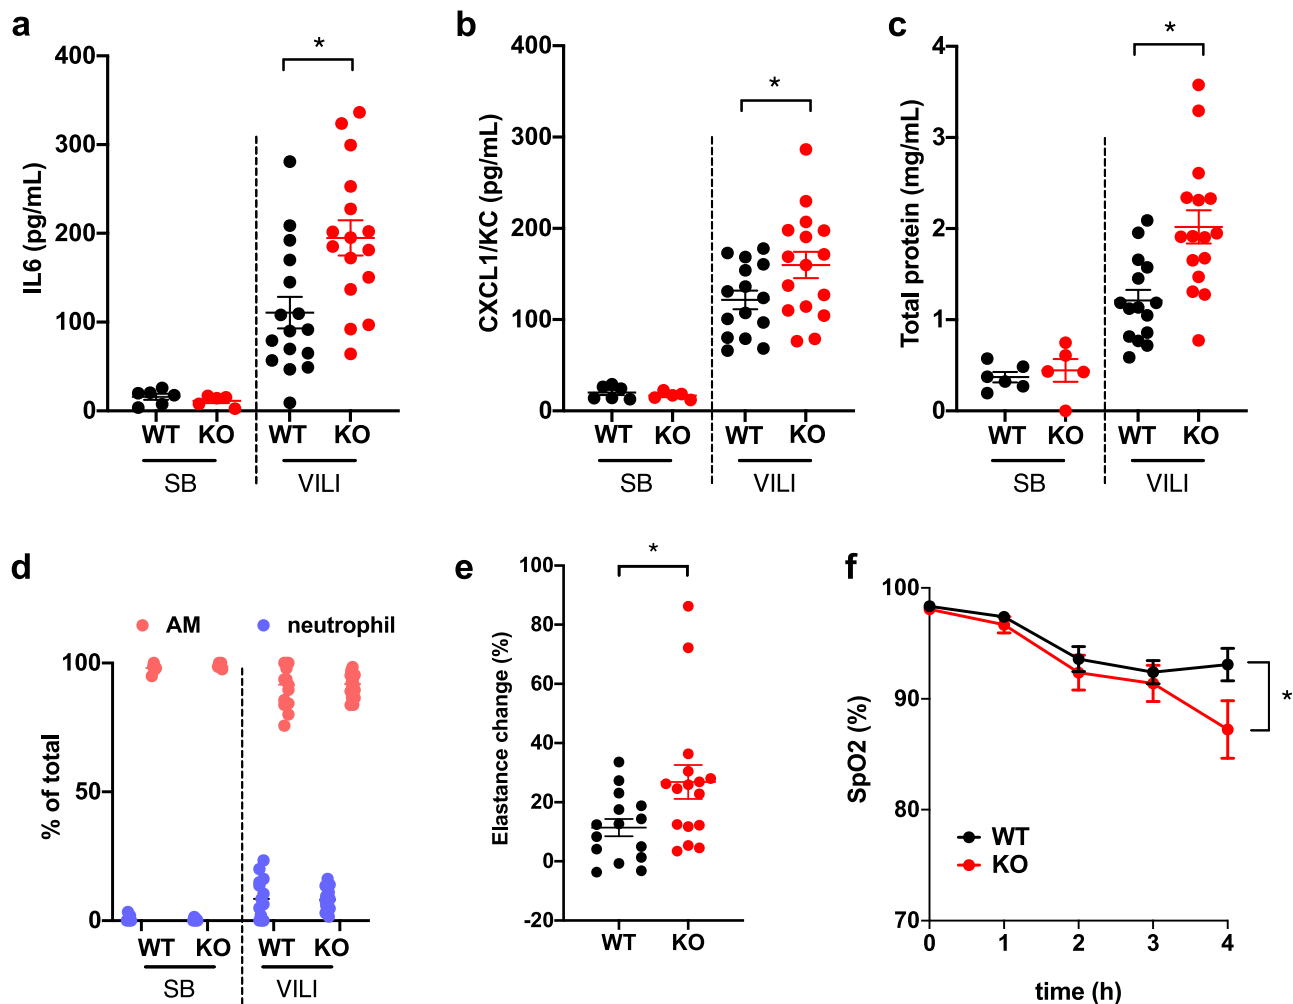 a
*
IL6 (pg/mL)
400
300
200
100
0
WT KO WT KO
SB VILI
b
*
CXCL1/KC (pg/mL)
400
300
200
100
0
WT KO WT KO
SB VILI
c
*
Total protein (mg/mL)
4
3
2
1
0
WT KO WT KO
SB VILI
d
AM neutrophil
% of total
100
50
0
WT KO WT KO
SB VILI
e
*
Elastance change (%)
100
80
60
40
20
0
-20
WT KO
f
SpO2 (%)
100
90
80
70
*
WT
KO
0 1 2 3 4
time (h)